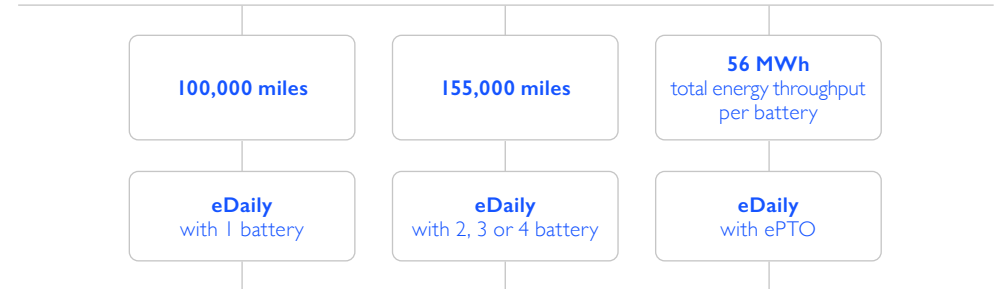 100,000 miles
155,000 miles
56 MWh
total energy throughput
per battery
eDaily
with 1 battery
eDaily
with 2, 3 or 4 battery
eDaily
with ePTO